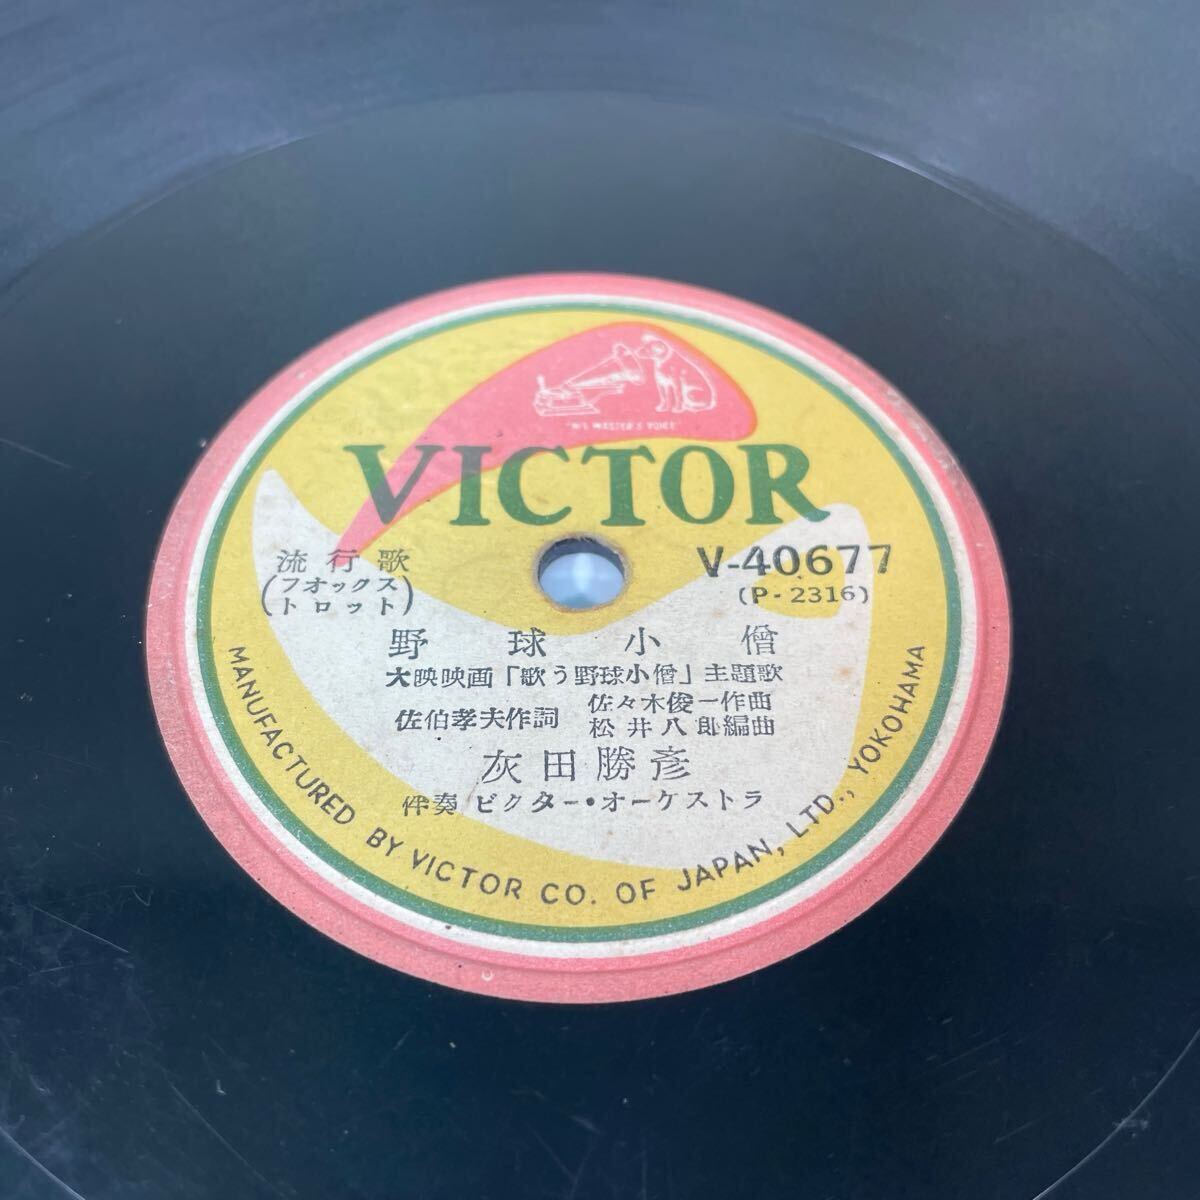 "HIS MASTER'S VOICE"
VICTOR
流行歌
(フオックス
トロット)
V-40677
(P-2316)
野球小僧
大映映画「歌う野球小僧」主題歌
佐伯孝夫作詞
佐々木俊一作曲
松井八郎編曲
灰田勝彦
伴奏 ビクター・オーケストラ
MANUFACTURED BY VICTOR CO. OF JAPAN, LTD., YOKOHAMA